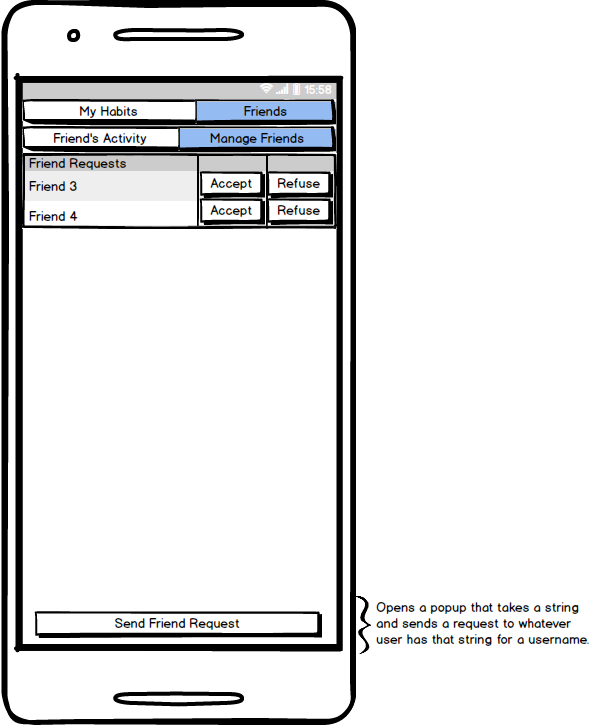 15:58
My Habits Friends
Friend's Activity Manage Friends
Friend Requests
Friend 3 Accept Refuse
Friend 4 Accept Refuse
Send Friend Request
Opens a popup that takes a string
and sends a request to whatever
user has that string for a username.